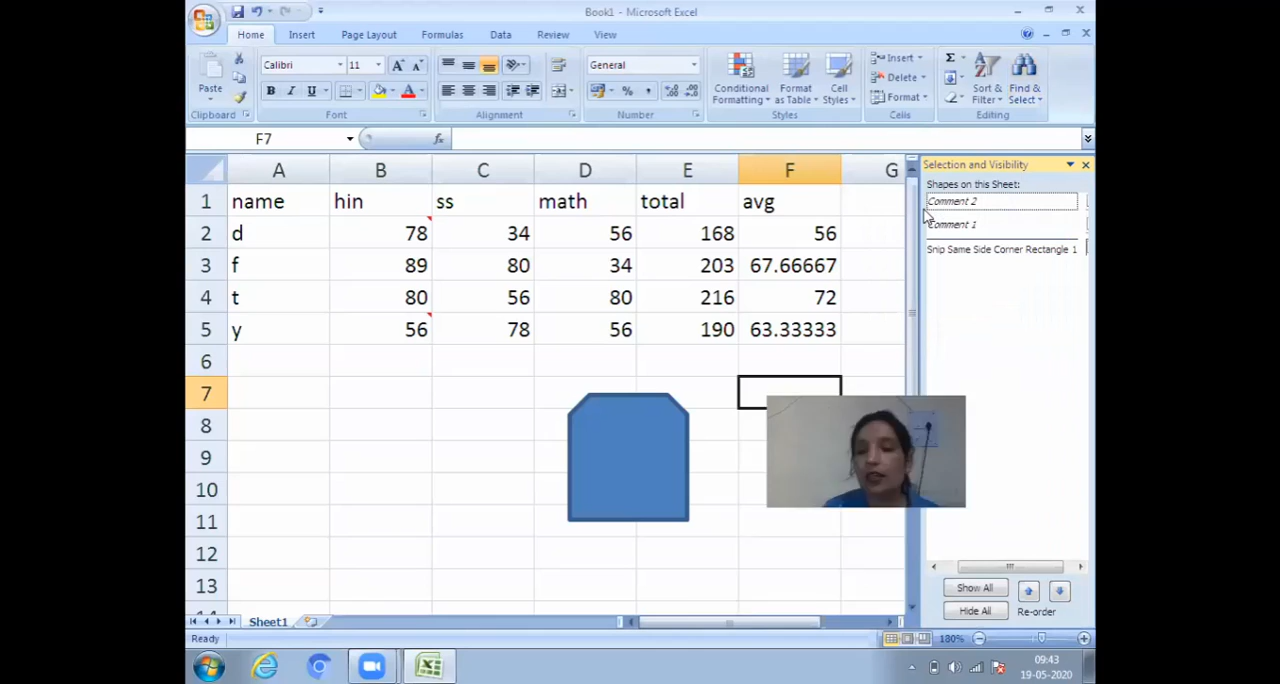 Book1 - Microsoft Excel
Home Insert Page Layout Formulas Data Review View
Calibri 11 A A General Σ Insert
Paste B I U A % , Conditional Formatting Format as Table Cell Styles Delete Format Sort & Filter Find & Select
Clipboard Font Alignment Number Styles Cells Editing
F7 fx
Selection and Visibility
Shapes on this Sheet:
Comment 2
Comment 1
Snip Same Side Corner Rectangle 1
A B C D E F G
1 name hin ss math total avg
2 d 78 34 56 168 56
3 f 89 80 34 203 67.66667
4 t 80 56 80 216 72
5 y 56 78 56 190 63.33333
6
7
8
9
10
11
12
13
Show All
Hide All Re-order
Sheet1
Ready 180%
09:43
19-05-2020